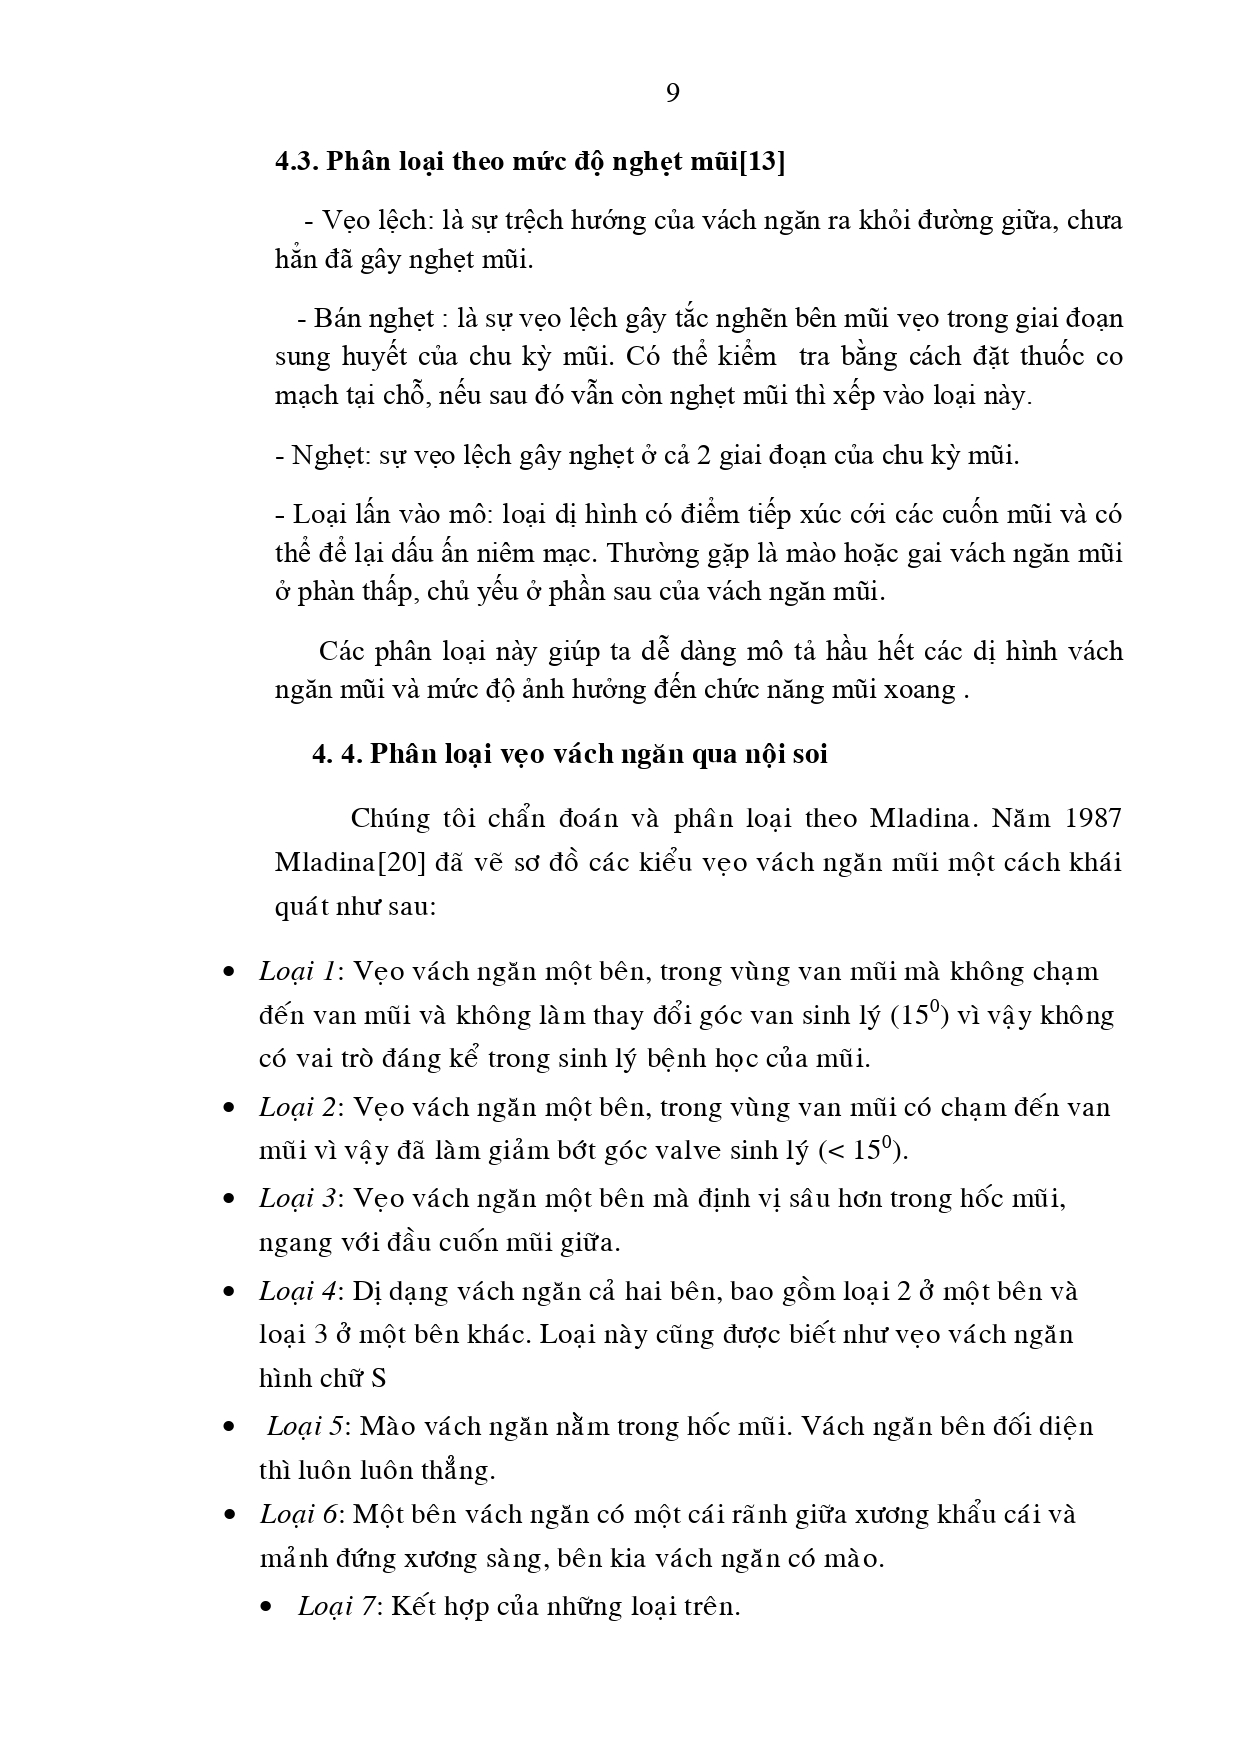 9
4.3. Phân loại theo mức độ nghẹt mũi[13]
- Vẹo lệch: là sự trệch hướng của vách ngăn ra khỏi đường giữa, chưa
hẳn đã gây nghẹt mũi.
- Bán nghẹt : là sự vẹo lệch gây tắc nghẽn bên mũi vẹo trong giai đoạn
sung huyết của chu kỳ mũi. Có thể kiểm tra bằng cách đặt thuốc co
mạch tại chỗ, nếu sau đó vẫn còn nghẹt mũi thì xếp vào loại này.
- Nghẹt: sự vẹo lệch gây nghẹt ở cả 2 giai đoạn của chu kỳ mũi.
- Loại lấn vào mô: loại dị hình có điểm tiếp xúc cới các cuốn mũi và có
thể để lại dấu ấn niêm mạc. Thường gặp là mào hoặc gai vách ngăn mũi
ở phàn thấp, chủ yếu ở phần sau của vách ngăn mũi.
Các phân loại này giúp ta dễ dàng mô tả hầu hết các dị hình vách
ngăn mũi và mức độ ảnh hưởng đến chức năng mũi xoang .
4. 4. Phân loại vẹo vách ngăn qua nội soi
Chúng tôi chẩn đoán và phân loại theo Mladina. Năm 1987
Mladina[20] đã vẽ sơ đồ các kiểu vẹo vách ngăn mũi một cách khái
quát như sau:
• Loại 1: Vẹo vách ngăn một bên, trong vùng van mũi mà không chạm
đến van mũi và không làm thay đổi góc van sinh lý (15⁰) vì vậy không
có vai trò đáng kể trong sinh lý bệnh học của mũi.
• Loại 2: Vẹo vách ngăn một bên, trong vùng van mũi có chạm đến van
mũi vì vậy đã làm giảm bớt góc valve sinh lý (< 15⁰).
• Loại 3: Vẹo vách ngăn một bên mà định vị sâu hơn trong hốc mũi,
ngang với đầu cuốn mũi giữa.
• Loại 4: Dị dạng vách ngăn cả hai bên, bao gồm loại 2 ở một bên và
loại 3 ở một bên khác. Loại này cũng được biết như vẹo vách ngăn
hình chữ S
• Loại 5: Mào vách ngăn nằm trong hốc mũi. Vách ngăn bên đối diện
thì luôn luôn thẳng.
• Loại 6: Một bên vách ngăn có một cái rãnh giữa xương khẩu cái và
mảnh đứng xương sàng, bên kia vách ngăn có mào.
• Loại 7: Kết hợp của những loại trên.